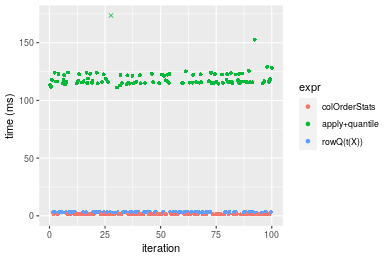 time (ms)
150
100
50
0
0
25
50
75
100
iteration
expr
colOrderStats
apply+quantile
rowQ(t(X))